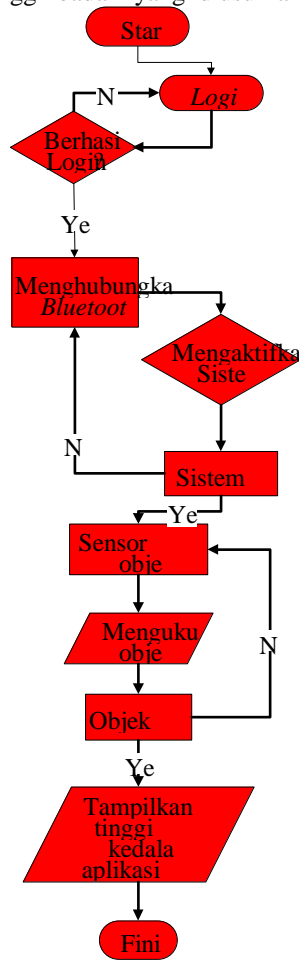 Star
Logi
N
Berhasi
Login?
Ye
Menghubungka
Bluetoot
Mengaktifka
Siste
N
Sistem
Ye
Sensor
obje
Menguku
obje
N
Objek
Ye
Tampilkan
tinggi
kedala
aplikasi
Fini